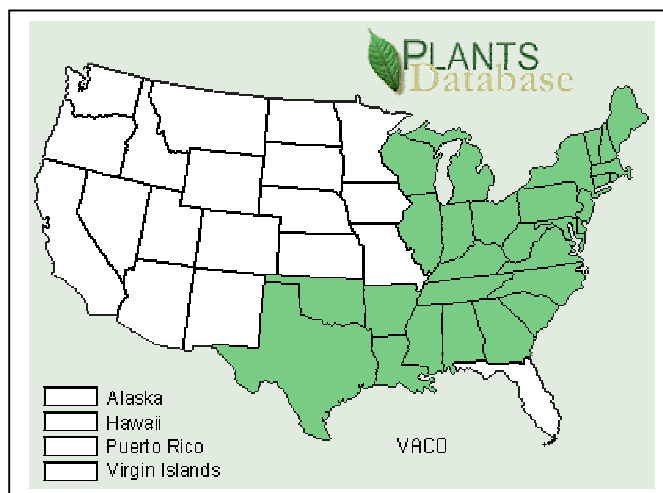 PLANTS
Database
Alaska
Hawaii
Puerto Rico
Virgin Islands
VACO